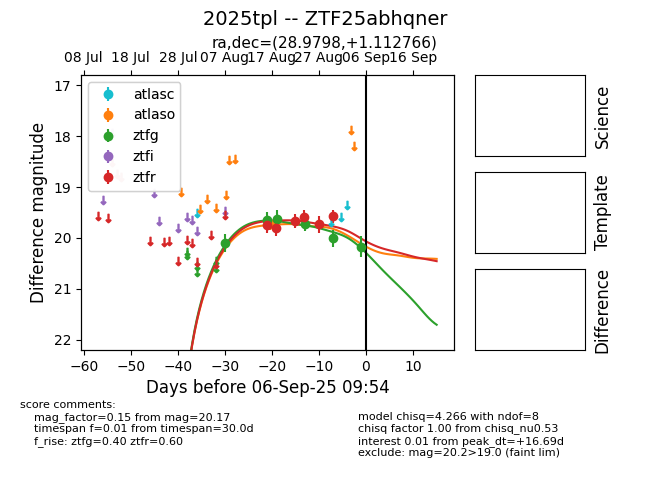 2025tpl -- ZTF25abhqner
ra,dec=(28.9798,+1.112766)
08 Jul 18 Jul 28 Jul 07 Aug 17 Aug 27 Aug 06 Sep 16 Sep
17
18
19
20
21
22
Difference magnitude
atlasc
atlaso
ztfg
ztfi
ztfr
−60 −50 −40 −30 −20 −10 0 10
Days before 06-Sep-25 09:54
Science
Template
Difference
score comments:
mag_factor=0.15 from mag=20.17
timespan f=0.01 from timespan=30.0d
f_rise: ztfg=0.40 ztfr=0.60
model chisq=4.266 with ndof=8
chisq factor 1.00 from chisq_nu0.53
interest 0.01 from peak_dt=+16.69d
exclude: mag=20.2>19.0 (faint lim)